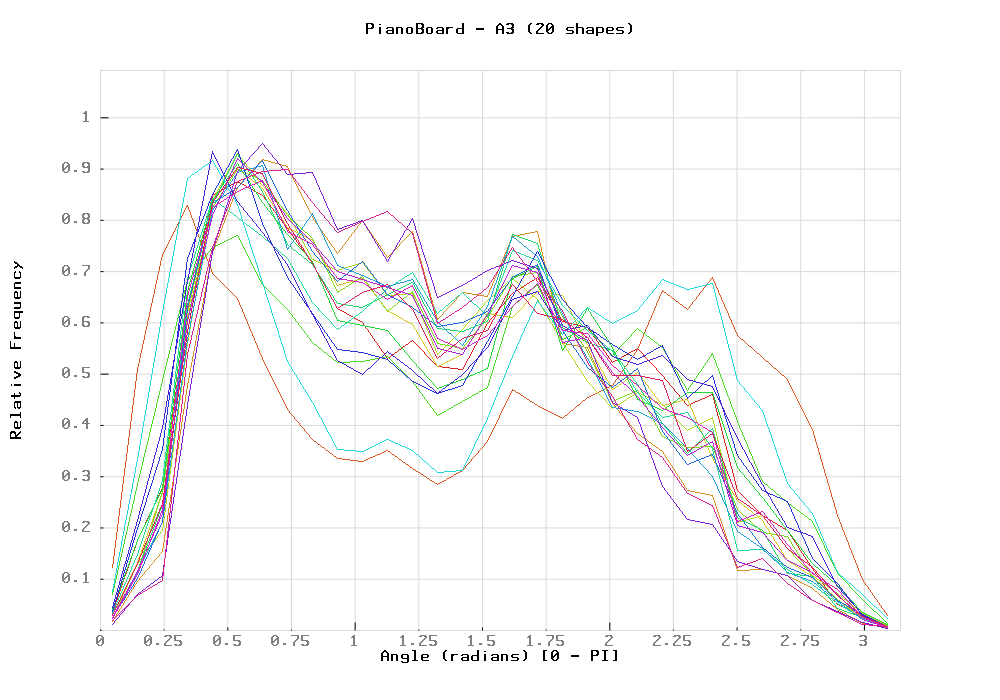 PianoBoard - A3 (20 shapes)
1
0.9
0.8
0.7
0.6
0.5
0.4
0.3
0.2
0.1
Relative Frequency
0 0.25 0.5 0.75 1 1.25 1.5 1.75 2 2.25 2.5 2.75 3
Angle (radians) [0 - PI]